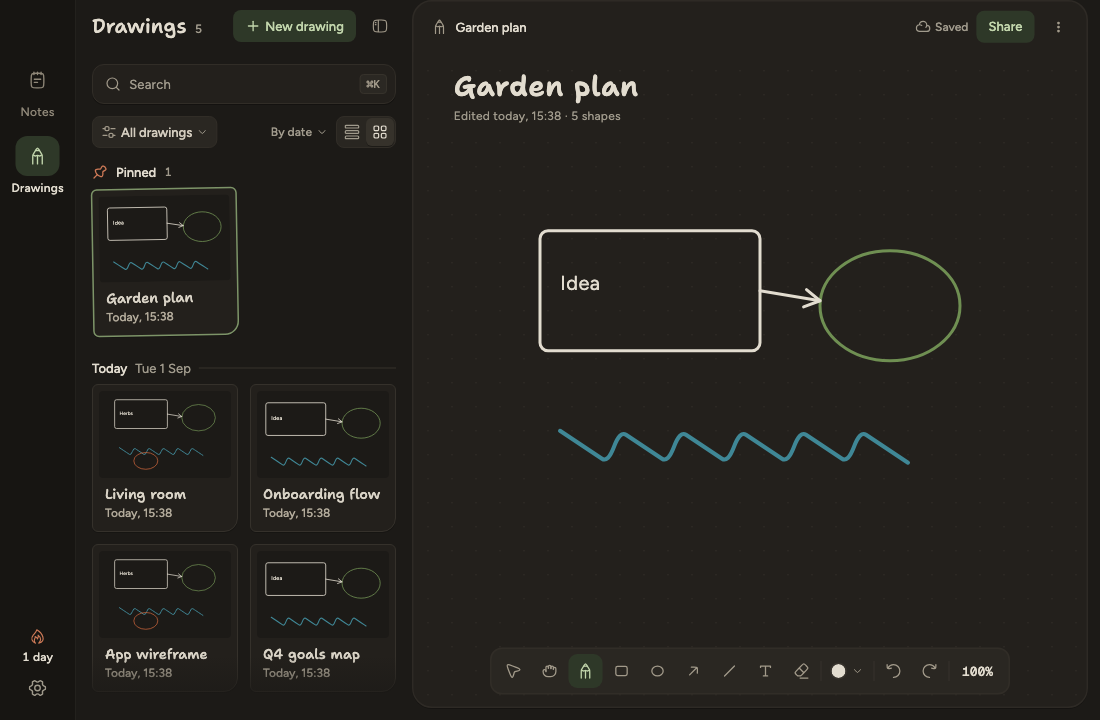 Drawings 5
New drawing
Garden plan
Saved
Share
Search
⌘K
Notes
Drawings
All drawings
By date
Pinned 1
Idea
Garden plan
Today, 15:38
Today Tue 1 Sep
Herbs
Living room
Today, 15:38
Idea
Onboarding flow
Today, 15:38
Herbs
App wireframe
Today, 15:38
Idea
Q4 goals map
Today, 15:38
1 day
Garden plan
Edited today, 15:38 · 5 shapes
Idea
T
100%